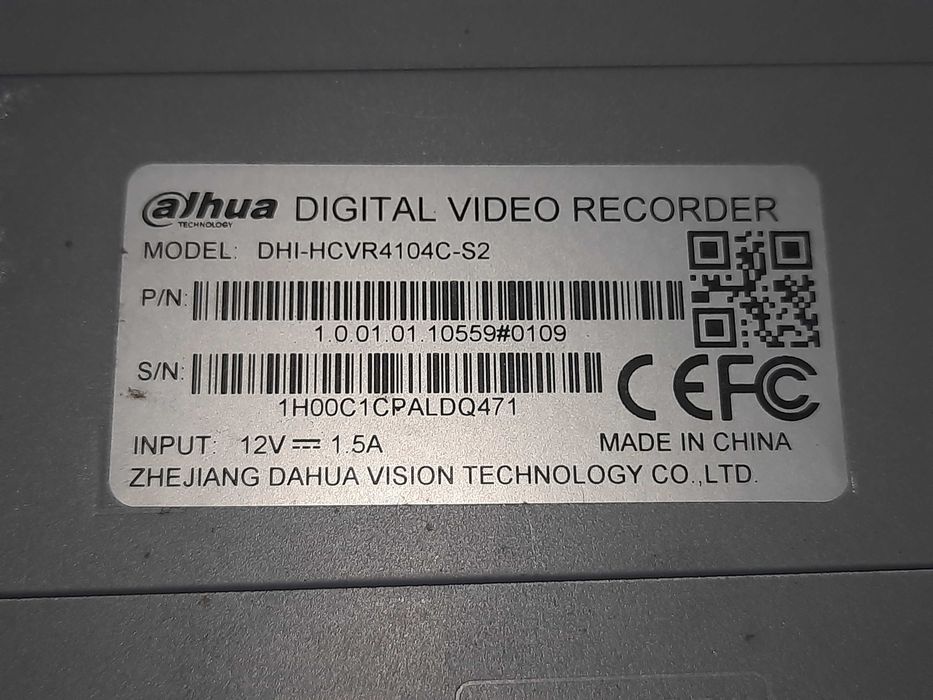 alhua TECHNOLOGY DIGITAL VIDEO RECORDER
MODEL: DHI-HCVR4104C-S2
P/N:
1.0.01.01.10559#0109
S/N:
1H00C1CPALDQ471
CE FC
INPUT: 12V⎓1.5A
MADE IN CHINA
ZHEJIANG DAHUA VISION TECHNOLOGY CO.,LTD.